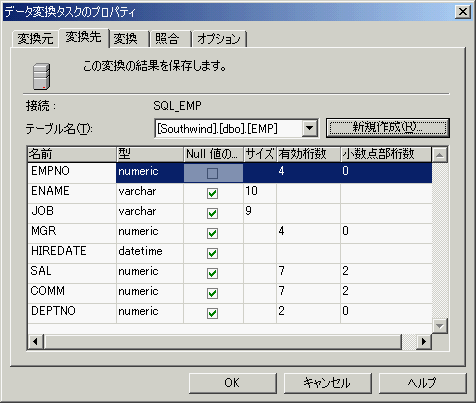 データ変換タスクのプロパティ
変換元 変換先 変換 照合 オプション
この変換の結果を保存します。
接続： SQL_EMP
テーブル名(T): [Southwind].[dbo].[EMP] 新規作成(R)...
名前 型 Null 値の... サイズ 有効桁数 小数点部桁数
EMPNO numeric 4 0
ENAME varchar 10
JOB varchar 9
MGR numeric 4 0
HIREDATE datetime
SAL numeric 7 2
COMM numeric 7 2
DEPTNO numeric 2 0
OK キャンセル ヘルプ